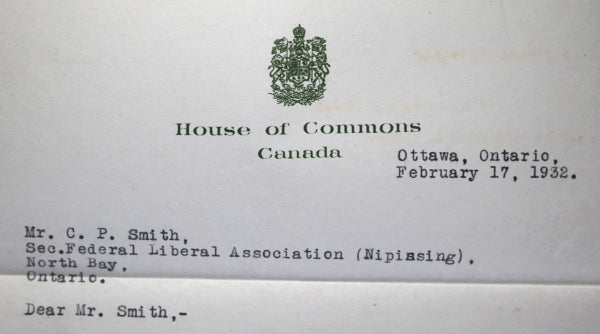 House of Commons
Canada
Ottawa, Ontario,
February 17, 1932.
Mr. C. P. Smith,
Sec.Federal Liberal Association (Nipissing),
North Bay,
Ontario.
Dear Mr. Smith,-